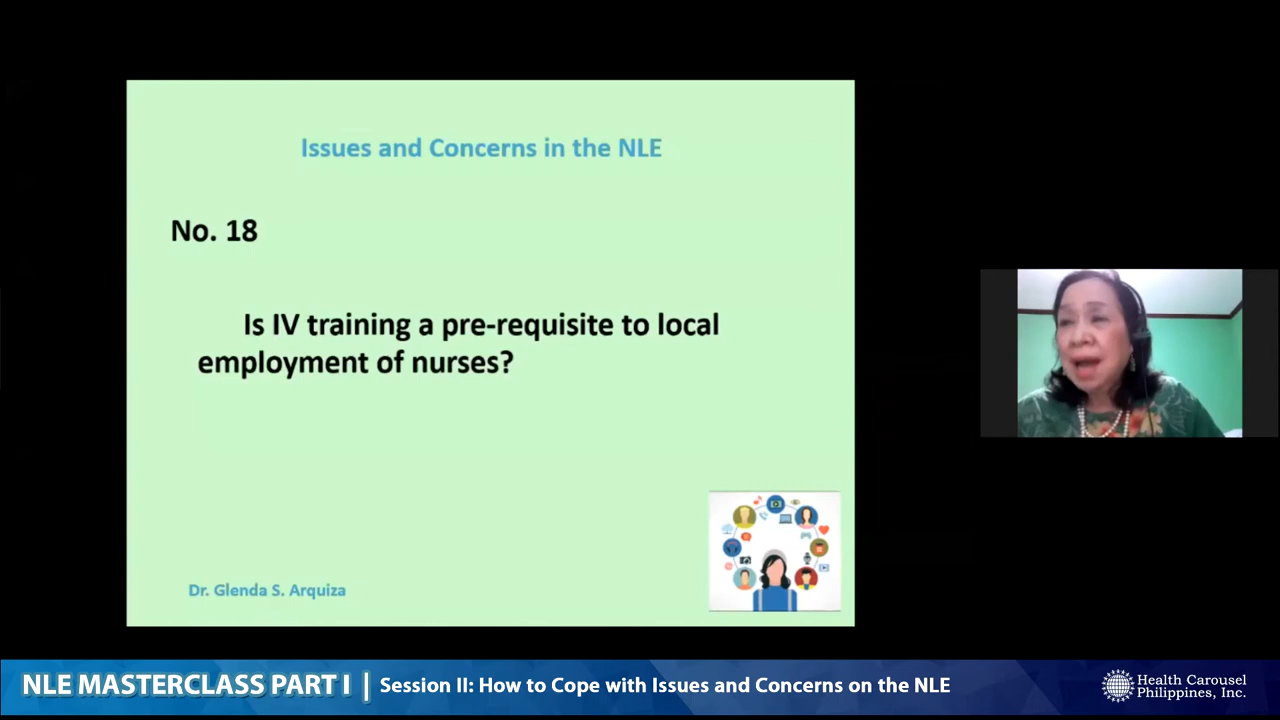 Issues and Concerns in the NLE
No. 18
Is IV training a pre-requisite to local
employment of nurses?
Dr. Glenda S. Arquiza
NLE MASTERCLASS PART I | Session II: How to Cope with Issues and Concerns on the NLE
Health Carousel
Philippines, Inc.